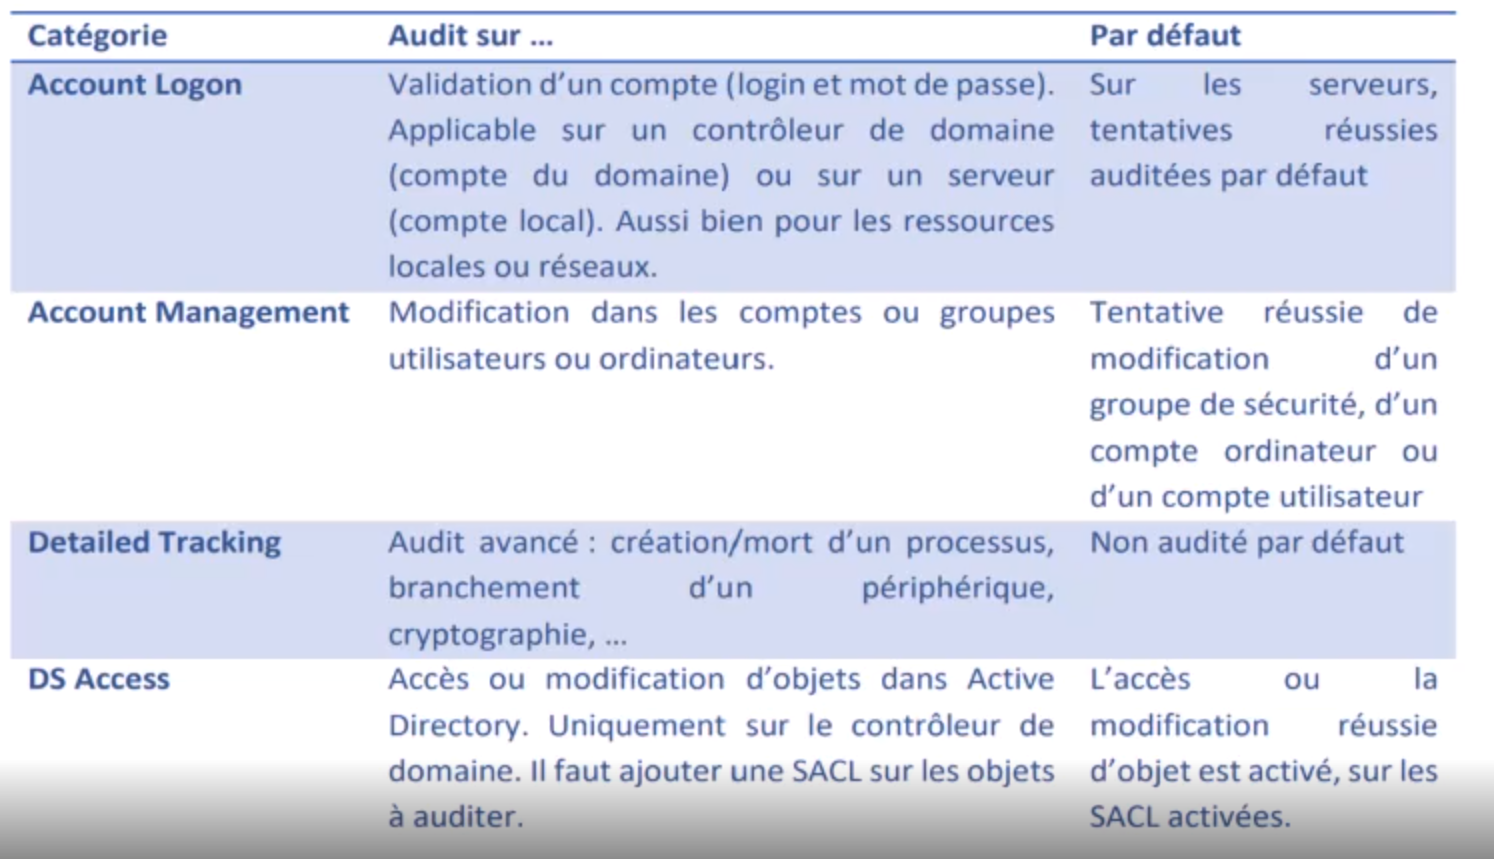 Catégorie Audit sur ... Par défaut
Account Logon Validation d'un compte (login et mot de passe). Sur les serveurs,
Applicable sur un contrôleur de domaine tentatives réussies
(compte du domaine) ou sur un serveur auditées par défaut
(compte local). Aussi bien pour les ressources
locales ou réseaux.
Account Management Modification dans les comptes ou groupes Tentative réussie de
utilisateurs ou ordinateurs. modification d'un
groupe de sécurité, d'un
compte ordinateur ou
d'un compte utilisateur
Detailed Tracking Audit avancé : création/mort d'un processus, Non audité par défaut
branchement d'un périphérique,
cryptographie, ...
DS Access Accès ou modification d'objets dans Active L'accès ou la
Directory. Uniquement sur le contrôleur de modification réussie
domaine. Il faut ajouter une SACL sur les objets d'objet est activé, sur les
à auditer. SACL activées.